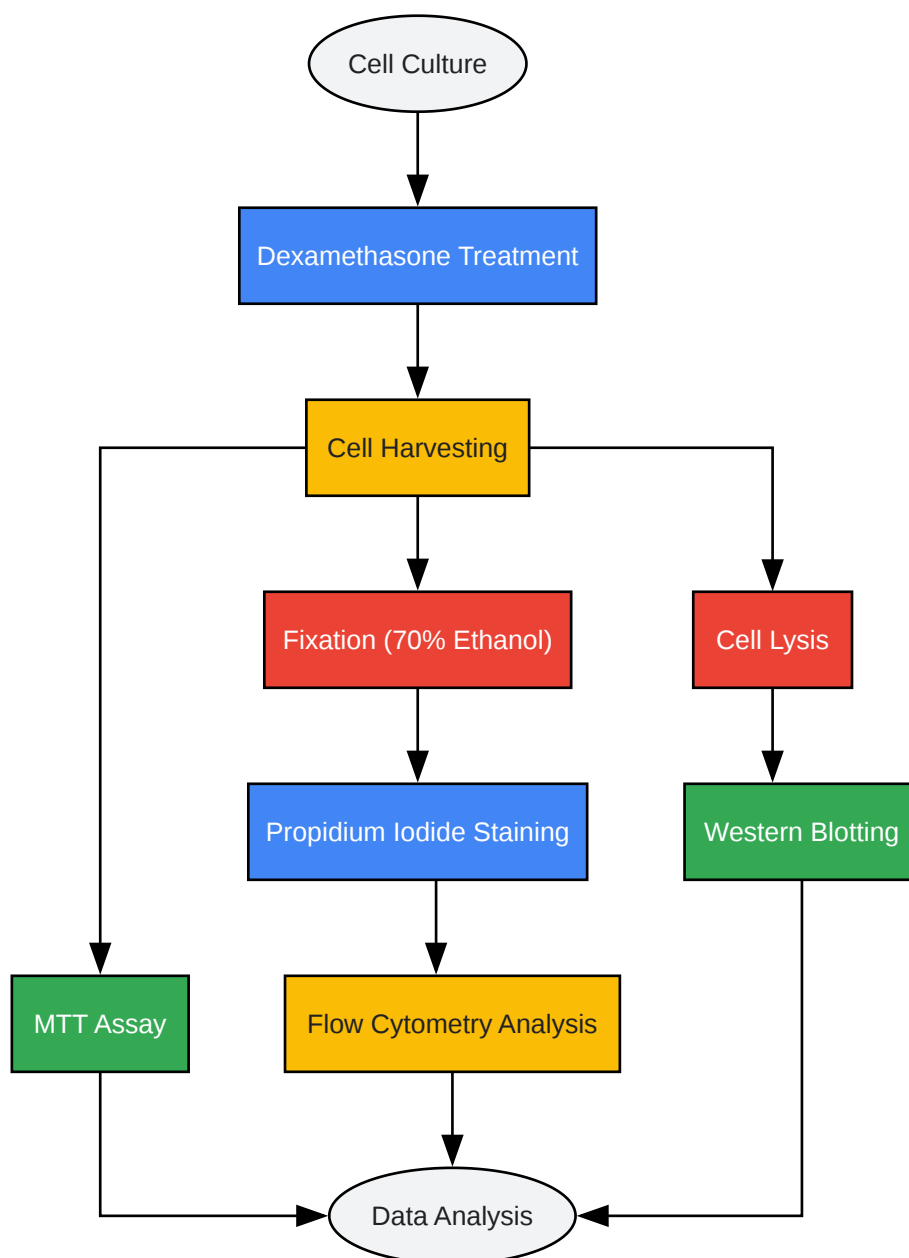 Cell Culture
Dexamethasone Treatment
Cell Harvesting
Fixation (70% Ethanol)
Cell Lysis
Propidium Iodide Staining
Western Blotting
MTT Assay
Flow Cytometry Analysis
Data Analysis